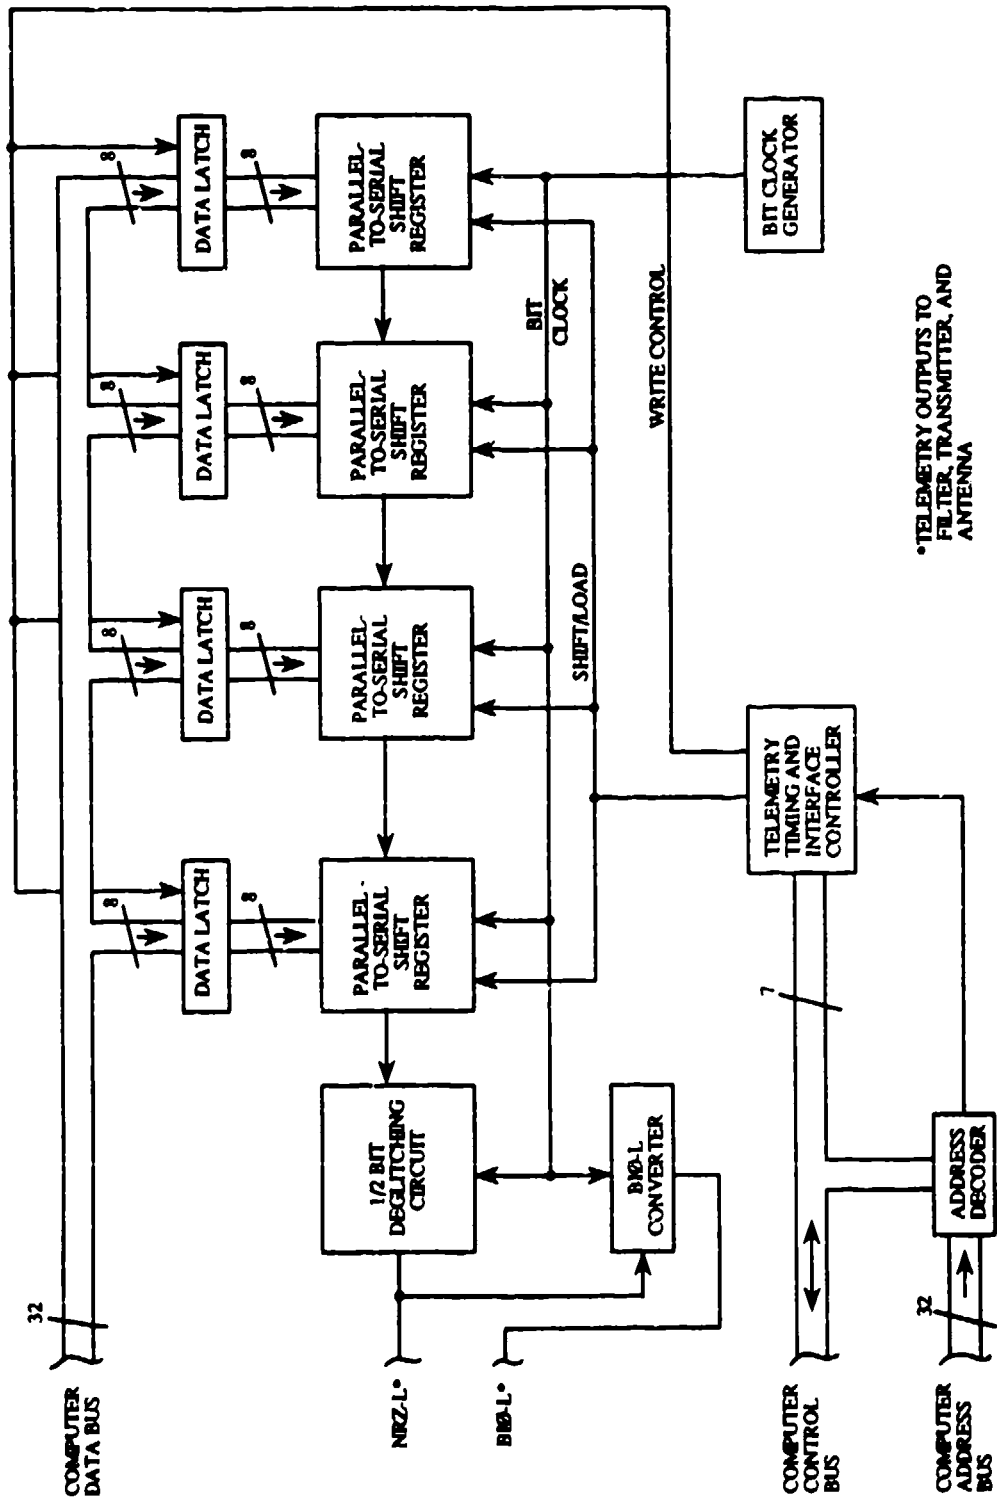 COMPUTER
DATA BUS
32
8
8
8
8
DATA LATCH
DATA LATCH
DATA LATCH
DATA LATCH
8
8
8
8
1/2 BIT
DEGLITCHING
CIRCUIT
PARALLEL-
TO-SERIAL
SHIFT
REGISTER
PARALLEL-
TO-SERIAL
SHIFT
REGISTER
PARALLEL-
TO-SERIAL
SHIFT
REGISTER
PARALLEL-
TO-SERIAL
SHIFT
REGISTER
NRZ-L*
BIØ-L*
BIT
CLOCK
SHIFT/LOAD
BIØ-L
CONVERTER
WRITE CONTROL
BIT CLOCK
GENERATOR
COMPUTER
CONTROL
BUS
7
TELEMETRY
TIMING AND
INTERFACE
CONTROLLER
COMPUTER
ADDRESS
BUS
32
ADDRESS
DECODER
*TELEMETRY OUTPUTS TO
FILTER, TRANSMITTER, AND
ANTENNA